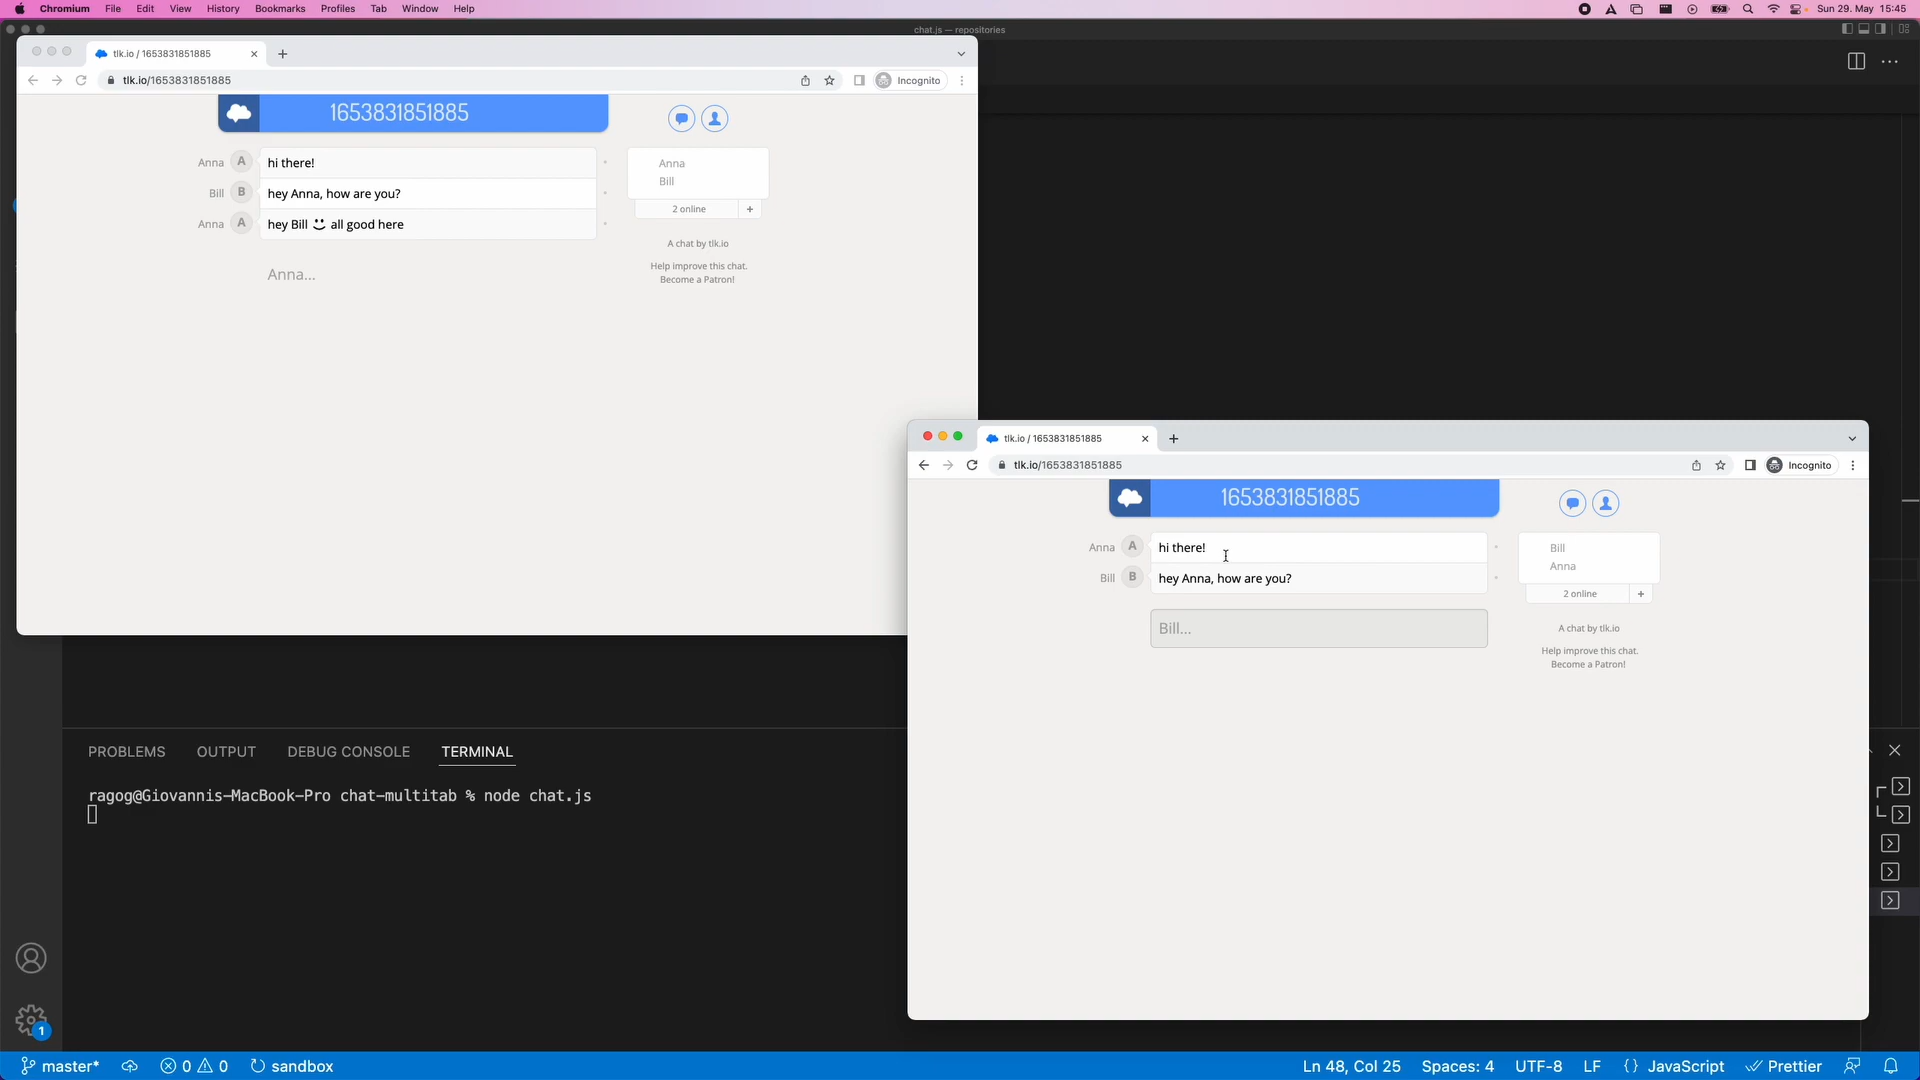 Chromium File Edit View History Bookmarks Profiles Tab Window Help
Sun 29. May 15:45
chat.js — repositories
tlk.io / 1653831851885
tlk.io/1653831851885
Incognito
1653831851885
Anna A hi there!
Bill B hey Anna, how are you?
Anna A hey Bill all good here
Anna...
Anna
Bill
2 online +
A chat by tlk.io
Help improve this chat.
Become a Patron!
tlk.io / 1653831851885
tlk.io/1653831851885
Incognito
1653831851885
Anna A hi there!
Bill B hey Anna, how are you?
Bill...
Bill
Anna
2 online +
A chat by tlk.io
Help improve this chat.
Become a Patron!
PROBLEMS OUTPUT DEBUG CONSOLE TERMINAL
ragog@Giovannis-MacBook-Pro chat-multitab % node chat.js
1
master* 0 0 sandbox
Ln 48, Col 25 Spaces: 4 UTF-8 LF {} JavaScript Prettier